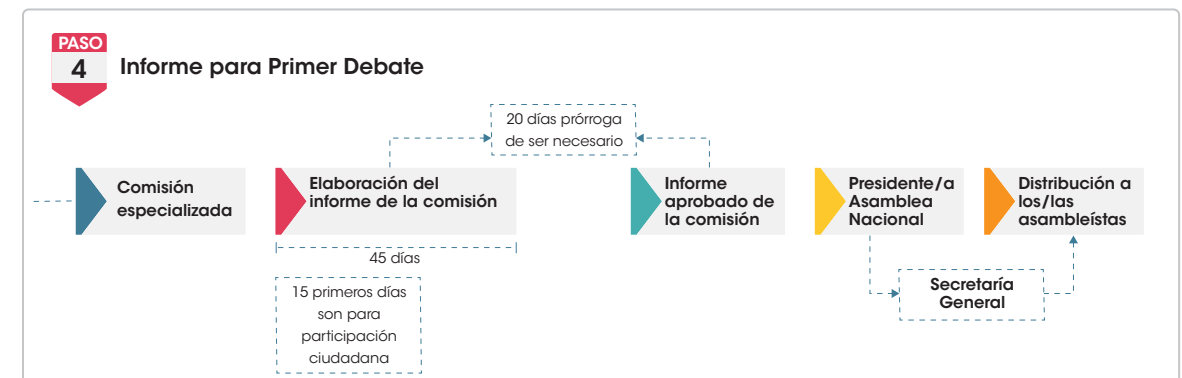 PASO
4
Informe para Primer Debate
20 días prórroga
de ser necesario
Comisión
especializada
Elaboración del
informe de la comisión
Informe
aprobado de
la comisión
Presidente/a
Asamblea
Nacional
Distribución a
los/las
asambleístas
45 días
15 primeros días
son para
participación
ciudadana
Secretaría
General